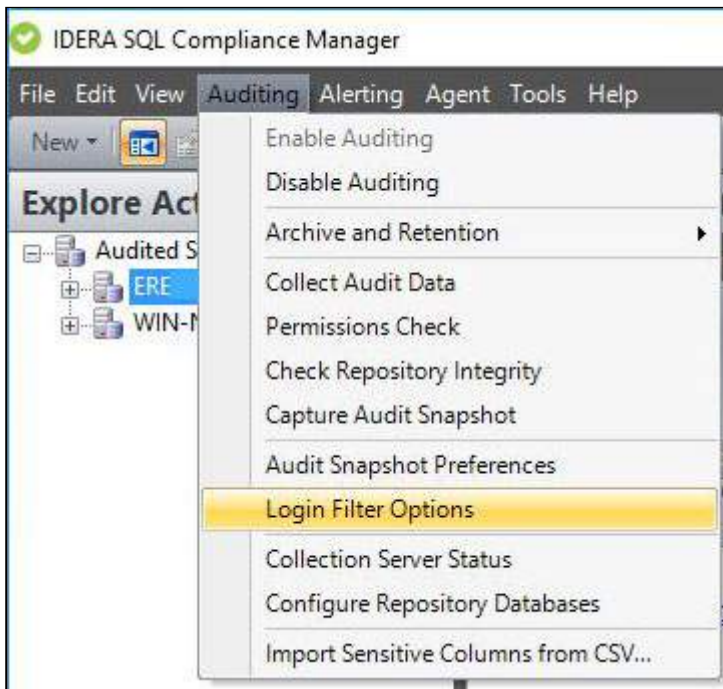 IDERA SQL Compliance Manager
File Edit View Auditing Alerting Agent Tools Help
New
Enable Auditing
Disable Auditing
Explore Act
Archive and Retention
Audited S
ERE
Collect Audit Data
WIN-N
Permissions Check
Check Repository Integrity
Capture Audit Snapshot
Audit Snapshot Preferences
Login Filter Options
Collection Server Status
Configure Repository Databases
Import Sensitive Columns from CSV...